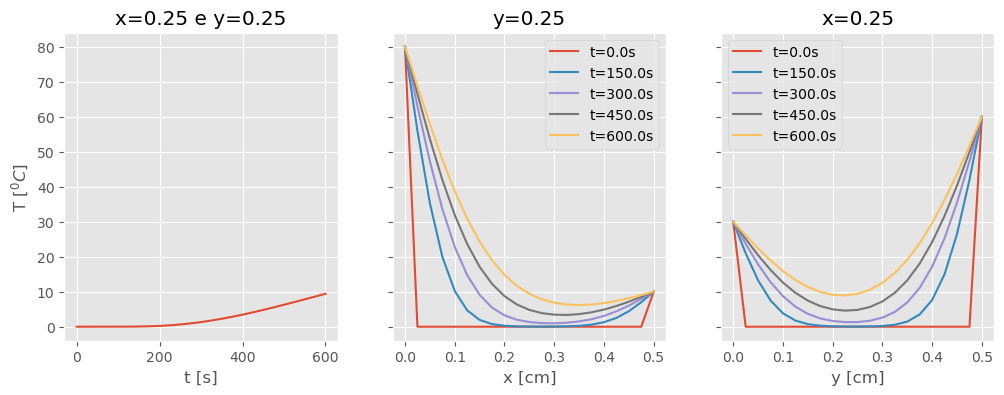 x=0.25 e y=0.25
y=0.25
x=0.25
T [$^0C$]
80
70
60
50
40
30
20
10
0
0
200
400
600
t [s]
t=0.0s
t=150.0s
t=300.0s
t=450.0s
t=600.0s
0.0
0.1
0.2
0.3
0.4
0.5
x [cm]
t=0.0s
t=150.0s
t=300.0s
t=450.0s
t=600.0s
0.0
0.1
0.2
0.3
0.4
0.5
y [cm]